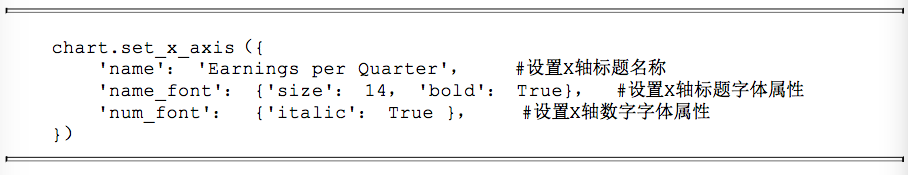 chart.set_x_axis（{
'name': 'Earnings per Quarter', #设置X轴标题名称
'name_font': {'size': 14, 'bold': True}, #设置X轴标题字体属性
'num_font': {'italic': True }, #设置X轴数字字体属性
}）